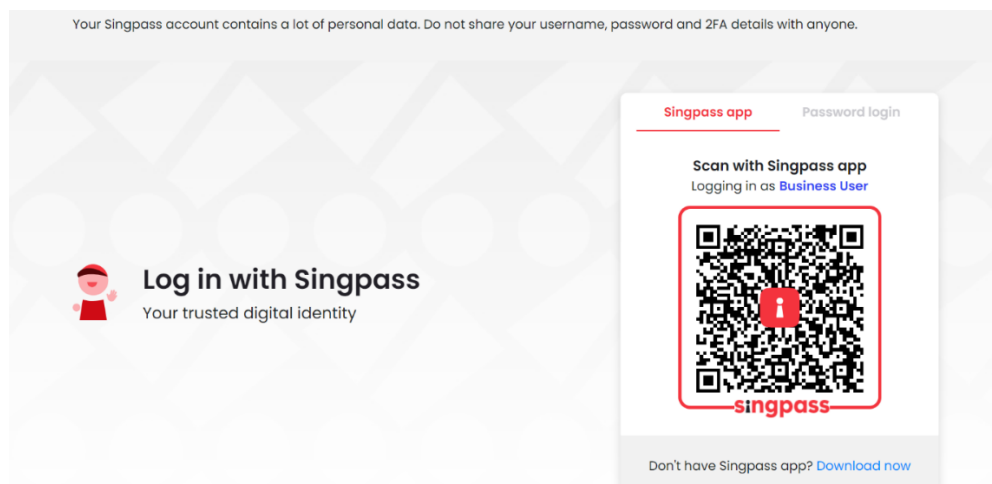 Your Singpass account contains a lot of personal data. Do not share your username, password and 2FA details with anyone.
Singpass app
Password login
Scan with Singpass app
Logging in as Business User
singpass
Log in with Singpass
Your trusted digital identity
Don't have Singpass app? Download now